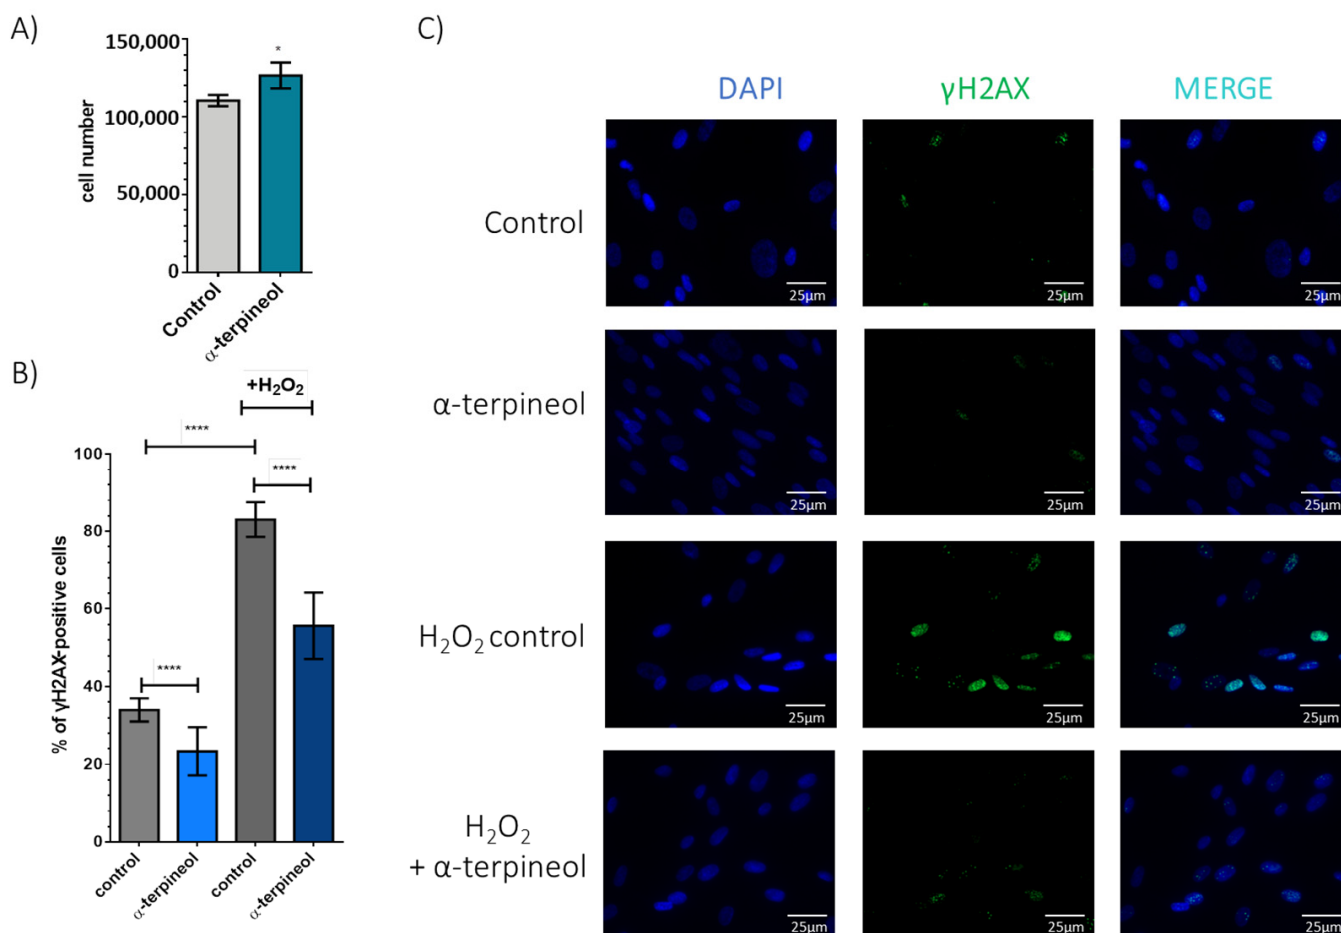 A)
150,000
100,000
50,000
0
cell number
*
Control
α-terpineol
B)
+H₂O₂
****
****
****
100
80
60
40
20
0
% of γH2AX-positive cells
control
α-terpineol
control
α-terpineol
C)
DAPI
γH2AX
MERGE
Control
25μm
25μm
25μm
α-terpineol
25μm
25μm
25μm
H₂O₂ control
25μm
25μm
25μm
H₂O₂
+ α-terpineol
25μm
25μm
25μm